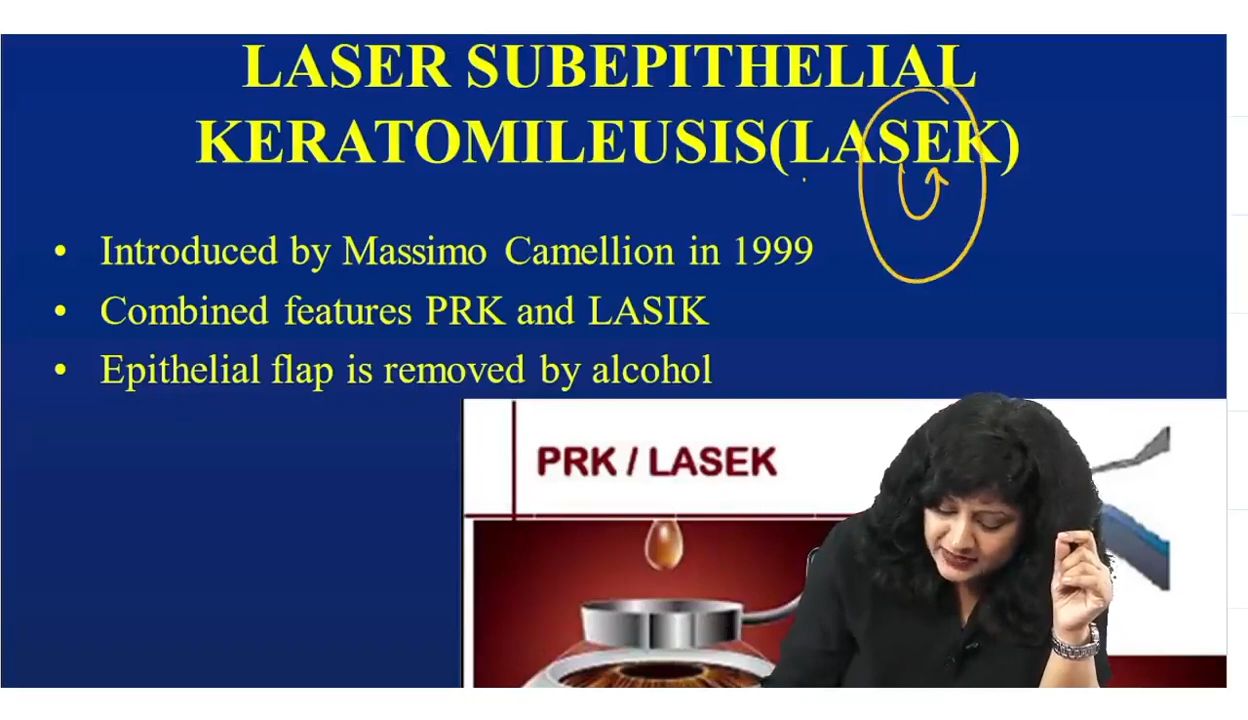 LASER SUBEPITHELIAL
KERATOMILEUSIS(LASEK)
• Introduced by Massimo Camellion in 1999
• Combined features PRK and LASIK
• Epithelial flap is removed by alcohol
PRK / LASEK